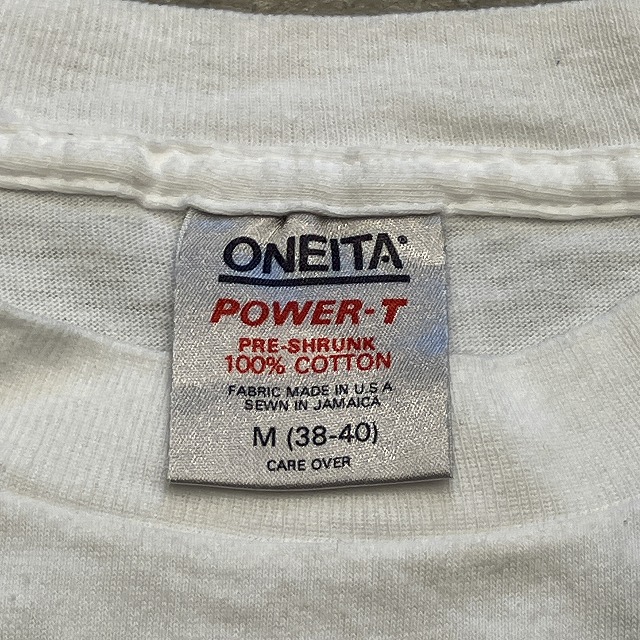 ONEITA®
POWER-T
PRE-SHRUNK
100% COTTON
FABRIC MADE IN U.S.A
SEWN IN JAMAICA
M (38-40)
CARE OVER